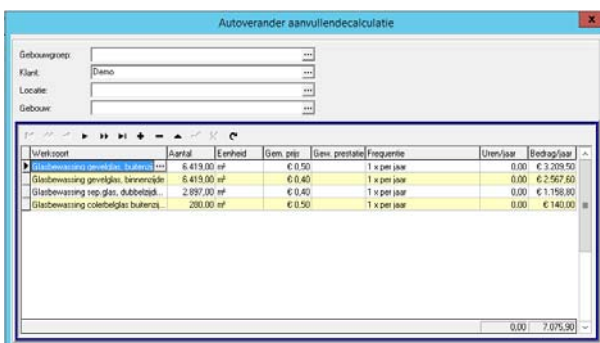 Autoverander aanvullendecalculatie
x
Gebouwgroep:
Klant: Demo
Locatie:
Gebouw:
Werksoort Aantal Eenheid Gem. prijs Gew. prestatie Frequentie Uren/jaar Bedrag/jaar
Glasbewassing gevelglas, buitenzi 6.419,00 m² € 0,50 1 x per jaar 0,00 € 3.209,50
Glasbewassing gevelglas, binnenzijde 6.419,00 m² € 0,40 1 x per jaar 0,00 € 2.567,60
Glasbewassing sep.glas, dubbelzijdi... 2.897,00 m² € 0,40 1 x per jaar 0,00 € 1.158,80
Glasbewassing colerbelglas buitenzij... 280,00 m² € 0,50 1 x per jaar 0,00 € 140,00
0,00 7.075,90